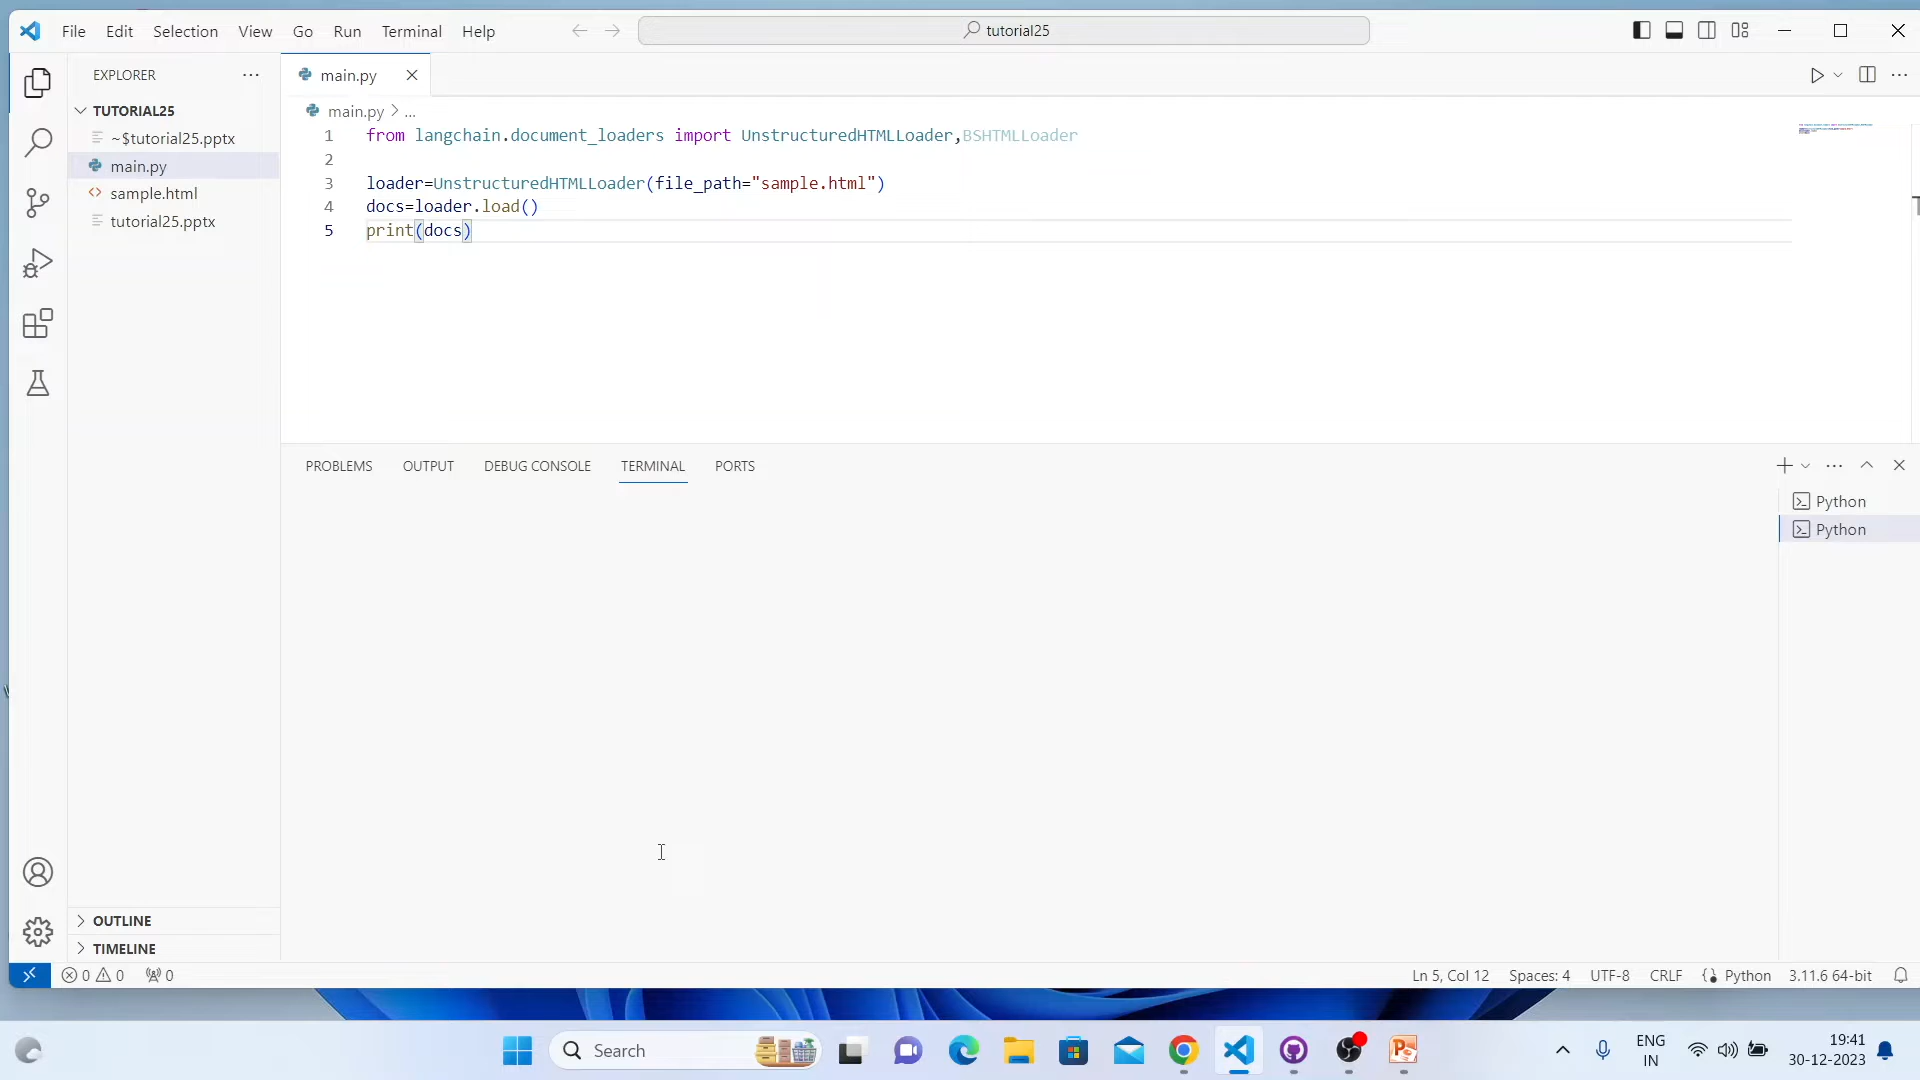 File Edit Selection View Go Run Terminal Help
tutorial25
EXPLORER
TUTORIAL25
~$tutorial25.pptx
main.py
sample.html
tutorial25.pptx
OUTLINE
TIMELINE
main.py
main.py > ...
1 from langchain.document_loaders import UnstructuredHTMLLoader,BSHTMLLoader
2
3 loader=UnstructuredHTMLLoader(file_path="sample.html")
4 docs=loader.load()
5 print(docs)
PROBLEMS OUTPUT DEBUG CONSOLE TERMINAL PORTS
Python
Python
0 0 0
Ln 5, Col 12 Spaces: 4 UTF-8 CRLF Python 3.11.6 64-bit
Search
ENG
IN
19:41
30-12-2023